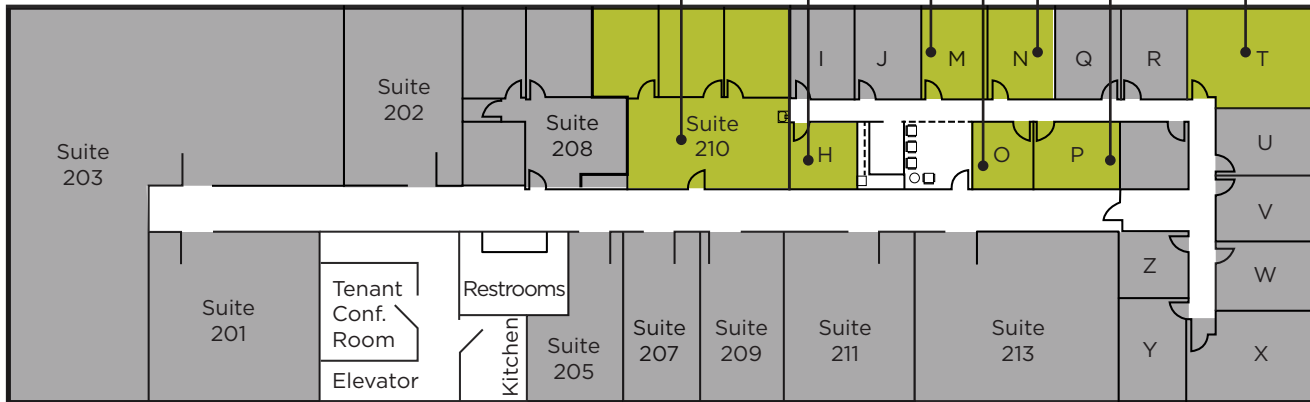 I
J
M
N
Q
R
T
Suite
202
Suite
208
Suite
210
Suite
203
H
O
P
U
V
W
X
Z
Y
Suite
201
Tenant
Conf.
Room
Elevator
Restrooms
Kitchen
Suite
205
Suite
207
Suite
209
Suite
211
Suite
213